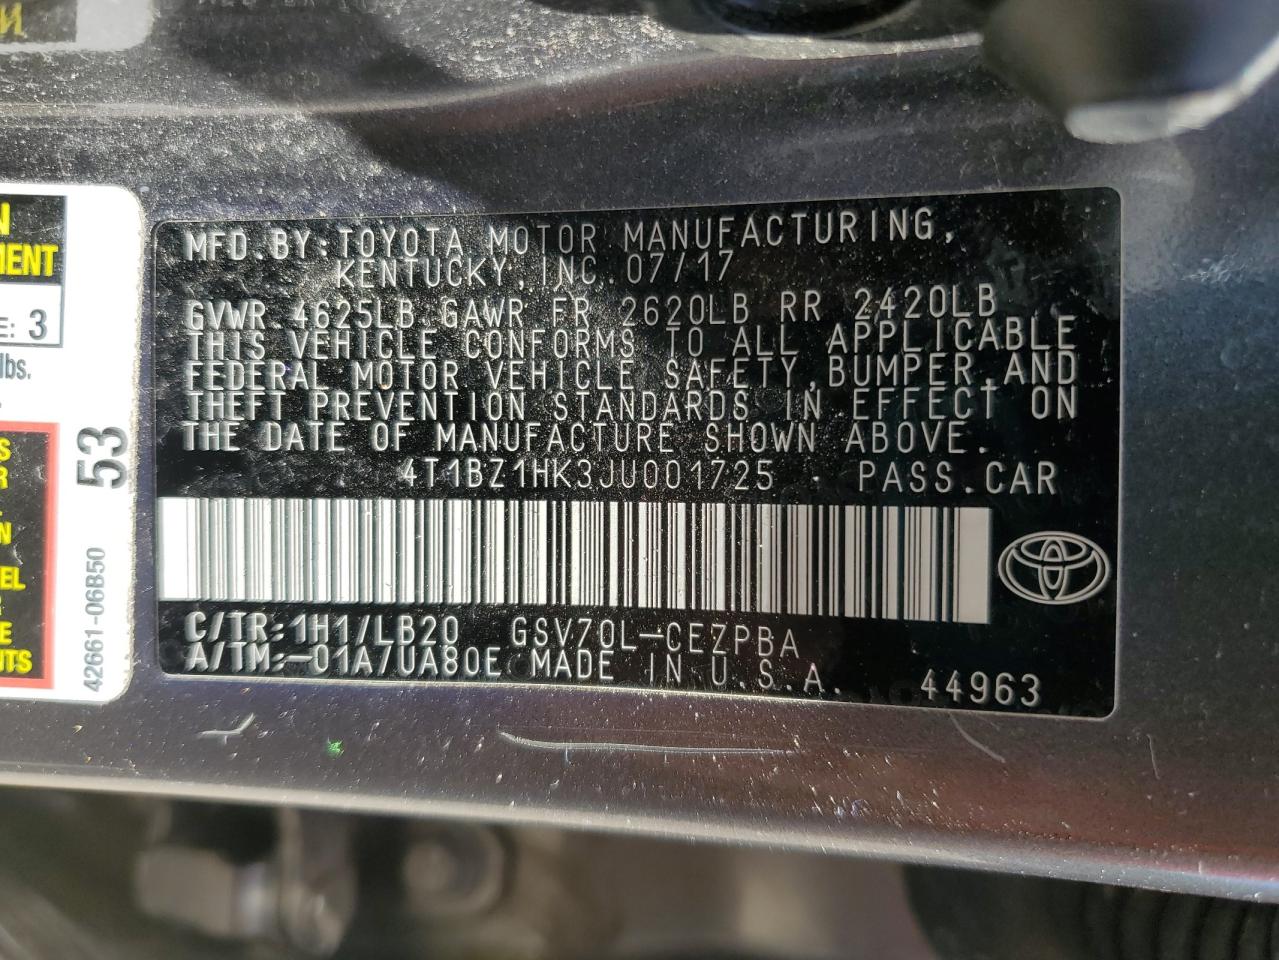 MFD.BY:TOYOTA MOTOR MANUFACTURING,
KENTUCKY,INC. 07/17
GVWR 4625LB GAWR FR 2620LB RR 2420LB
THIS VEHICLE CONFORMS TO ALL APPLICABLE
FEDERAL MOTOR VEHICLE SAFETY,BUMPER,AND
THEFT PREVENTION STANDARDS IN EFFECT ON
THE DATE OF MANUFACTURE SHOWN ABOVE.
4T1BZ1HK3JU001725 PASS.CAR
C/TR:1H1/LB20 GSV70L-CEZPBA
A/TM:-01A/UA80E MADE IN U.S.A. 44963
E: 3
lbs.
53
42661-06B50